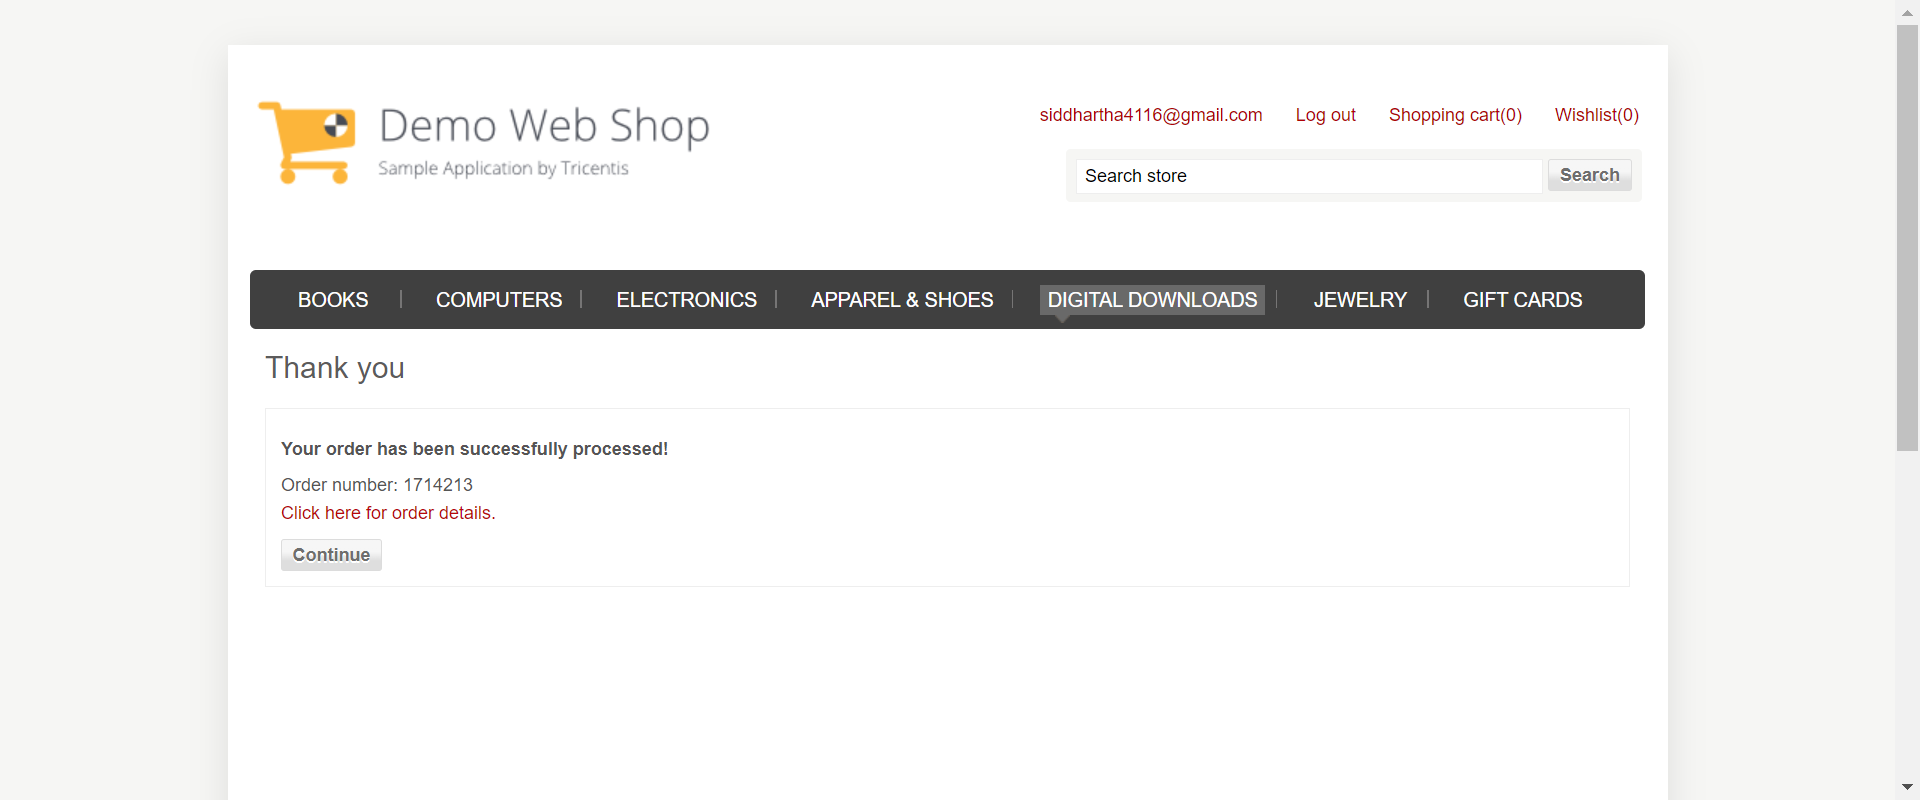 Demo Web Shop
Sample Application by Tricentis
siddhartha4116@gmail.com Log out Shopping cart(0) Wishlist(0)
Search store Search
BOOKS COMPUTERS ELECTRONICS APPAREL & SHOES DIGITAL DOWNLOADS JEWELRY GIFT CARDS
Thank you
Your order has been successfully processed!
Order number: 1714213
Click here for order details.
Continue